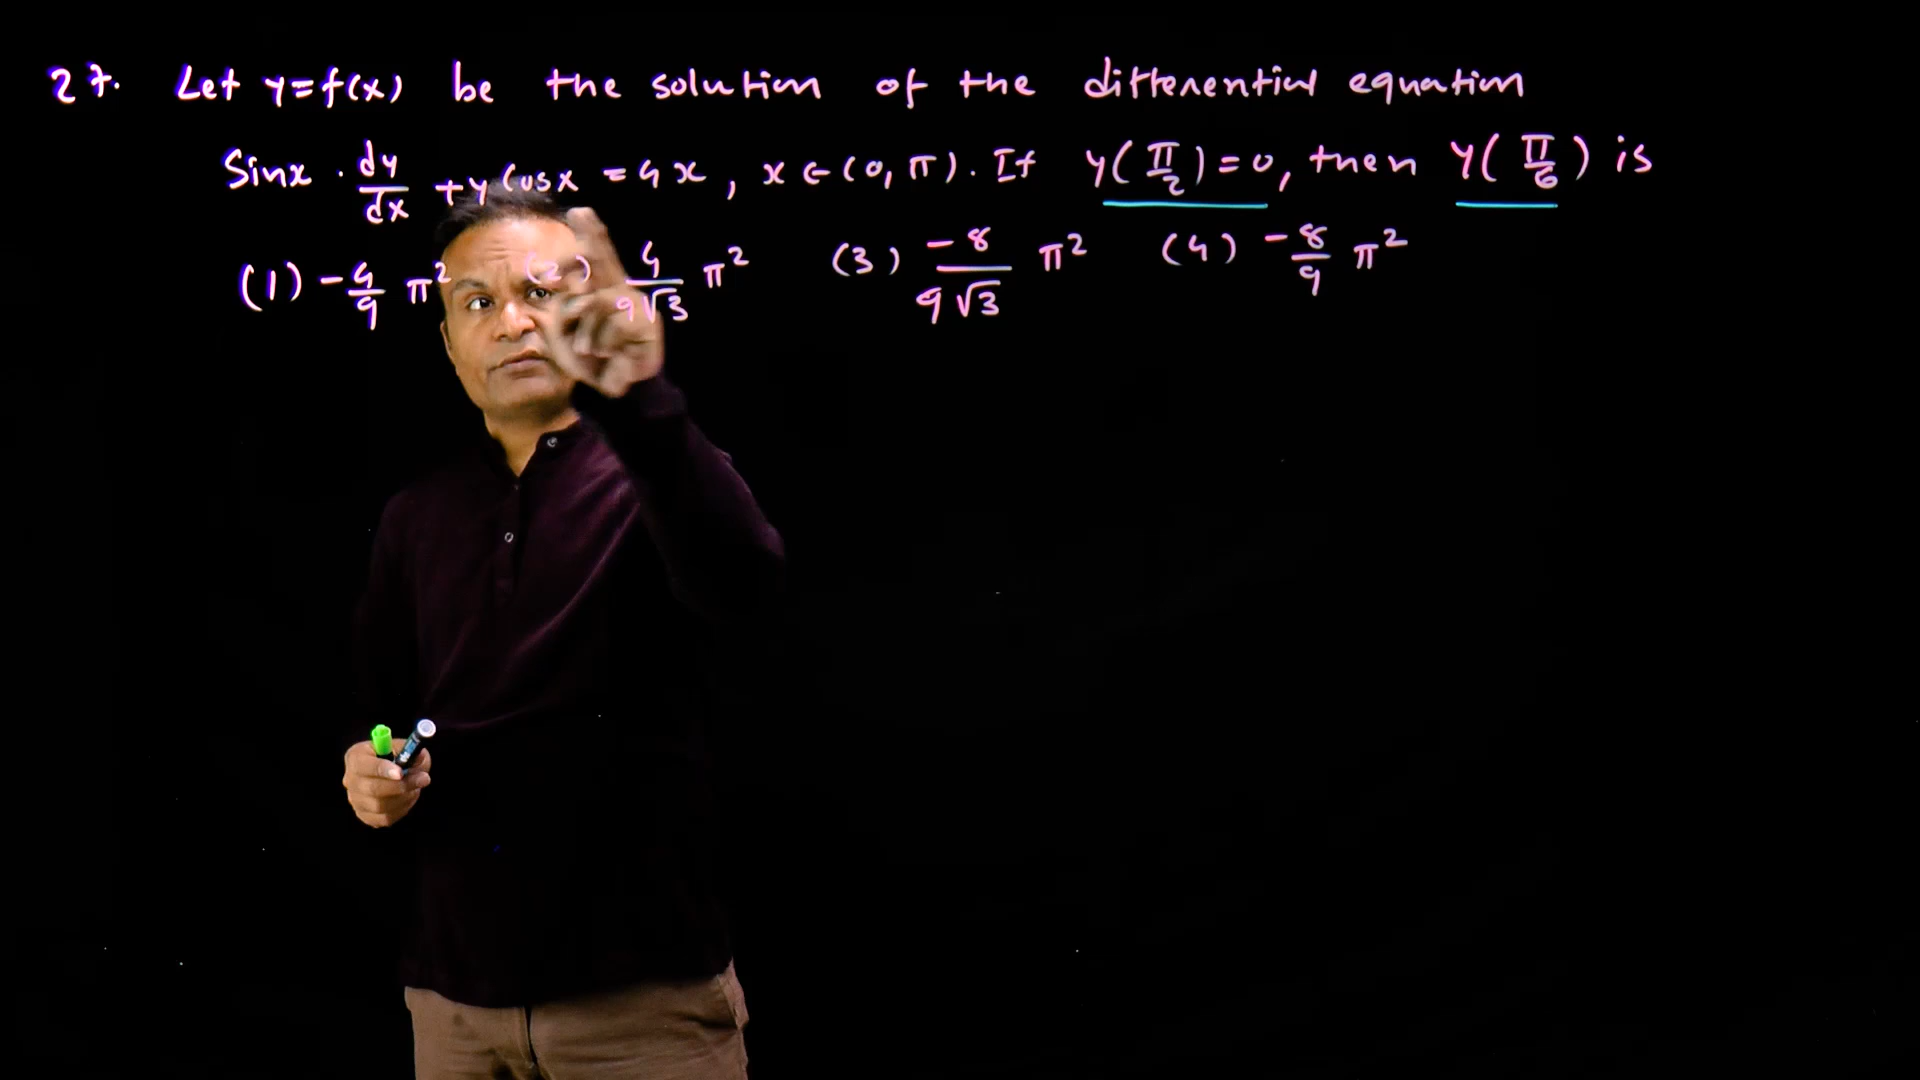 27. Let y=f(x) be the solution of the differential equation
Sinx · dy/dx + y Cosx = 4x, x ∈ (0, π). If y(π/2)=0, then y(π/6) is
(1) -4/9 π² (2) 4/9√3 π² (3) -8/9√3 π² (4) -8/9 π²